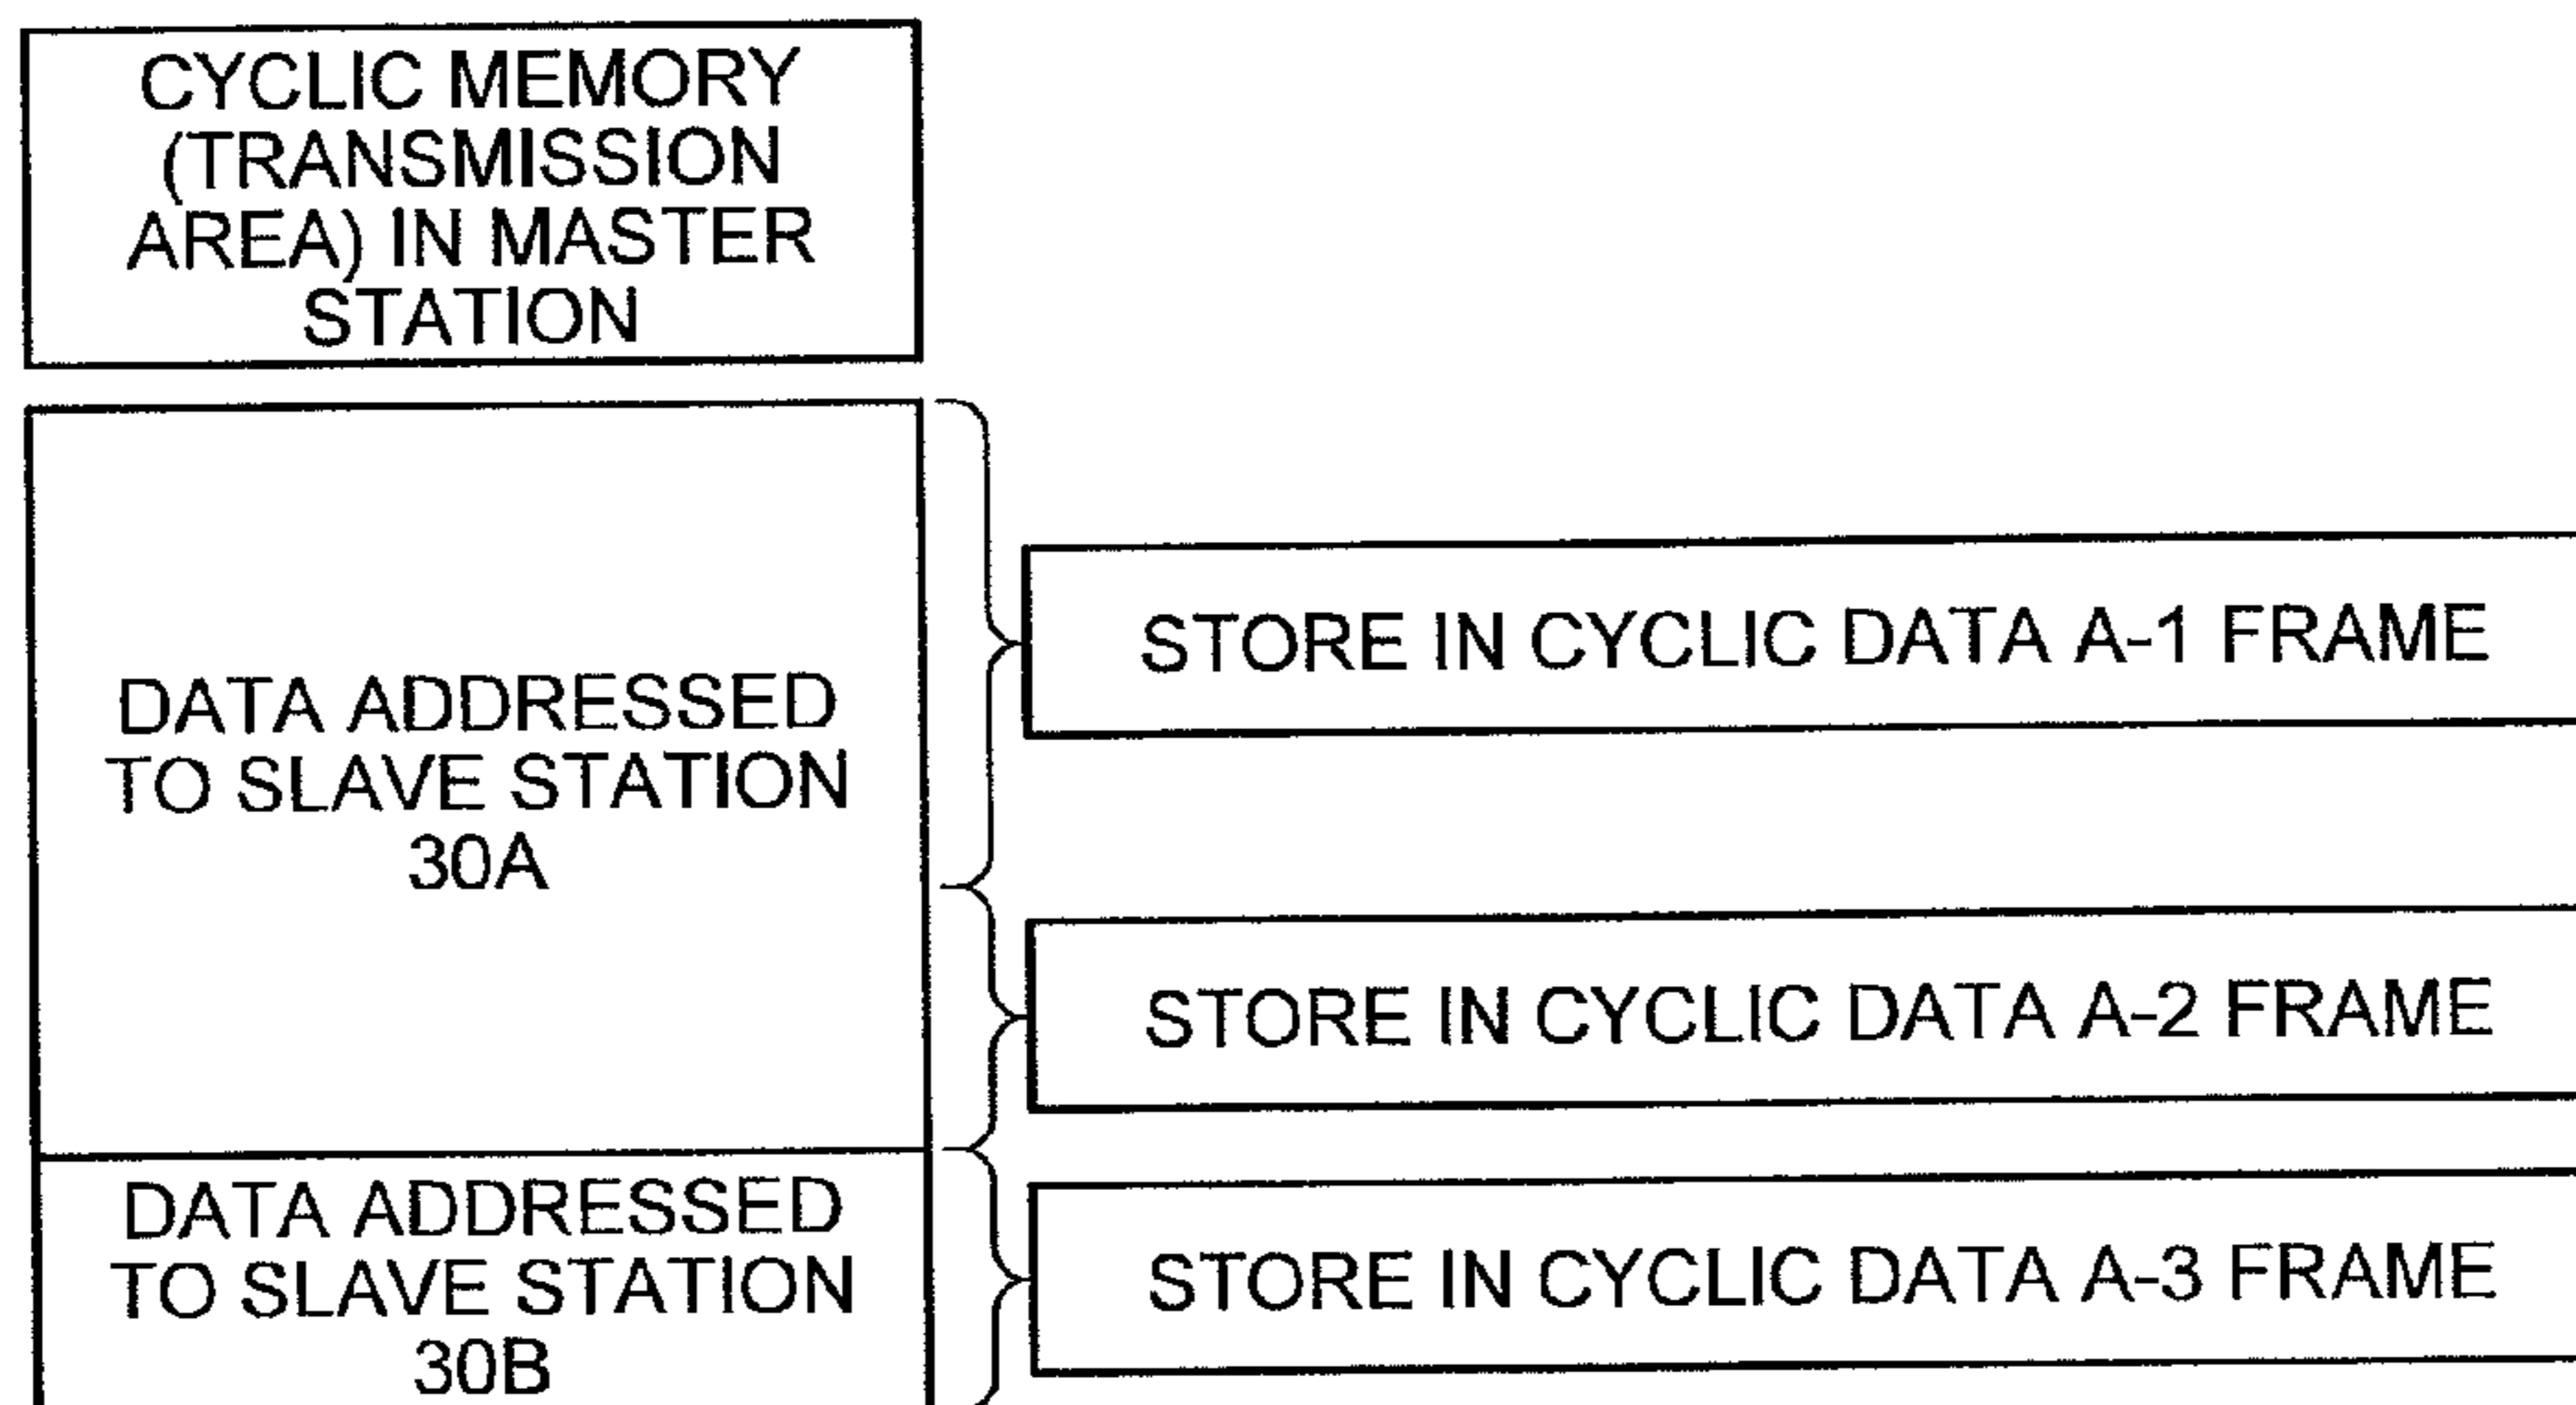 CYCLIC MEMORY
(TRANSMISSION
AREA) IN MASTER
STATION
DATA ADDRESSED
TO SLAVE STATION
30A
STORE IN CYCLIC DATA A-1 FRAME
STORE IN CYCLIC DATA A-2 FRAME
DATA ADDRESSED
TO SLAVE STATION
30B
STORE IN CYCLIC DATA A-3 FRAME